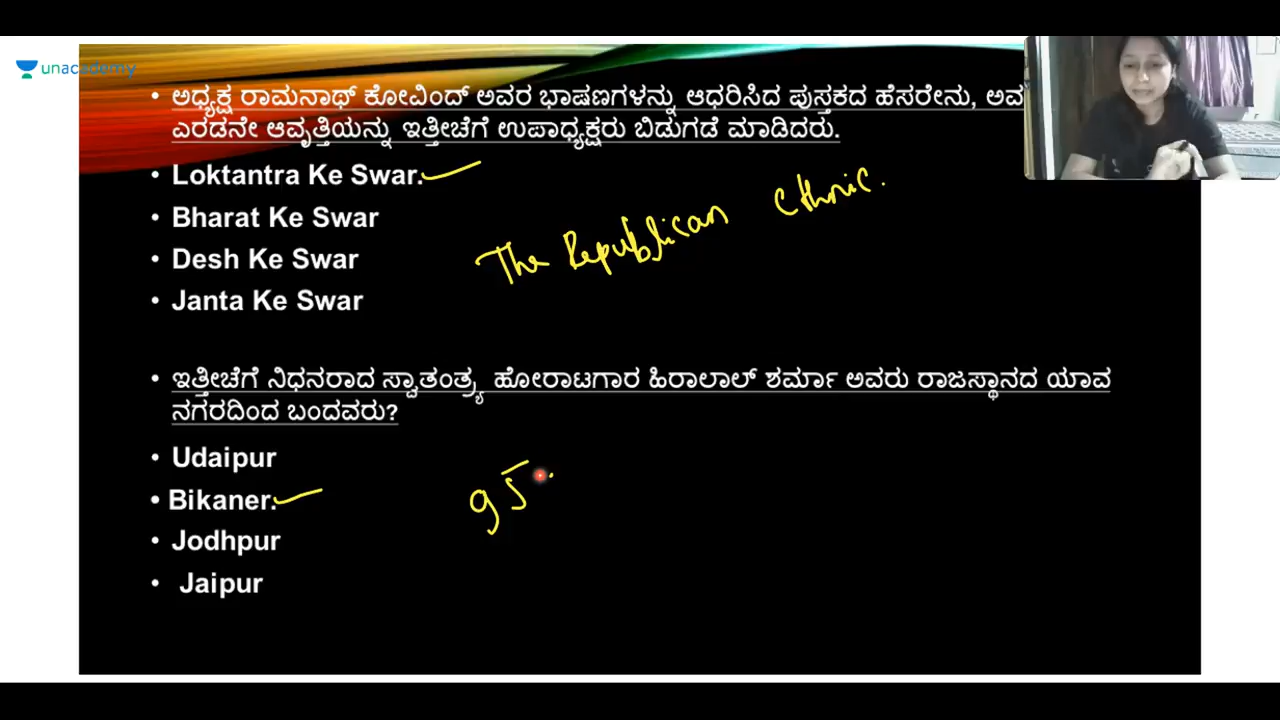 unacademy
• ಅಧ್ಯಕ್ಷ ರಾಮನಾಥ್ ಕೋವಿಂದ್ ಅವರ ಭಾಷಣಗಳನ್ನು ಆಧರಿಸಿದ ಪುಸ್ತಕದ ಹೆಸರೇನು, ಅವ
ಎರಡನೇ ಆವೃತ್ತಿಯನ್ನು ಇತ್ತೀಚೆಗೆ ಉಪಾಧ್ಯಕ್ಷರು ಬಿಡುಗಡೆ ಮಾಡಿದರು.
• Loktantra Ke Swar.
• Bharat Ke Swar
• Desh Ke Swar
• Janta Ke Swar
The Republican Ethnic.
• ಇತ್ತೀಚೆಗೆ ನಿಧನರಾದ ಸ್ವಾತಂತ್ರ್ಯ ಹೋರಾಟಗಾರ ಹಿರಾಲಾಲ್ ಶರ್ಮಾ ಅವರು ರಾಜಸ್ಥಾನದ ಯಾವ
ನಗರದಿಂದ ಬಂದವರು?
• Udaipur
• Bikaner.
• Jodhpur
• Jaipur
95